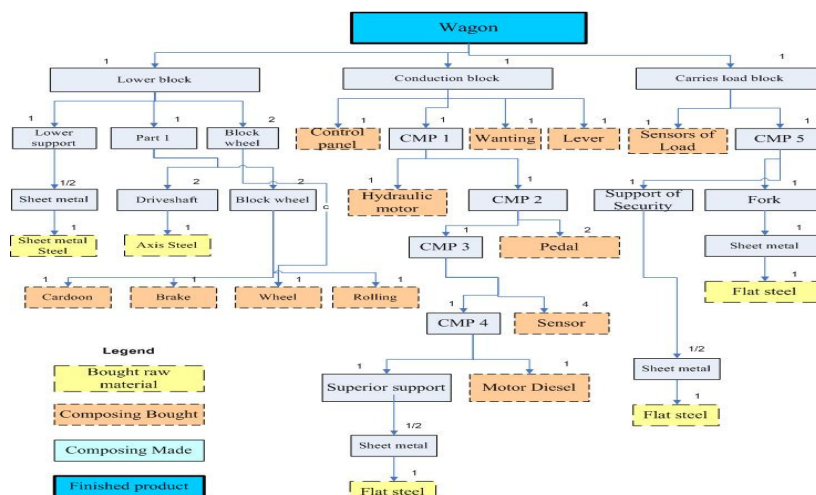 Wagon
1
1
1
Lower block
Conduction block
Carries load block
1
1
2
1
1
1
1
1
1
Lower
support
Part 1
Block
wheel
Control
panel
CMP 1
Wanting
Lever
Sensors of
Load
CMP 5
1/2
2
2
c
1
1
1
1
Sheet metal
Driveshaft
Block wheel
Hydraulic
motor
CMP 2
Support of
Security
Fork
1
1
1
2
1
Sheet metal
Steel
Axis Steel
CMP 3
Pedal
Sheet metal
1
1
1
1
1
Cardoon
Brake
Wheel
Rolling
Flat steel
1
4
CMP 4
Sensor
Legend
Bought raw
material
1
1
1/2
Superior support
Motor Diesel
Sheet metal
Composing Bought
1/2
1
Composing Made
Sheet metal
Flat steel
1
Finished product
Flat steel